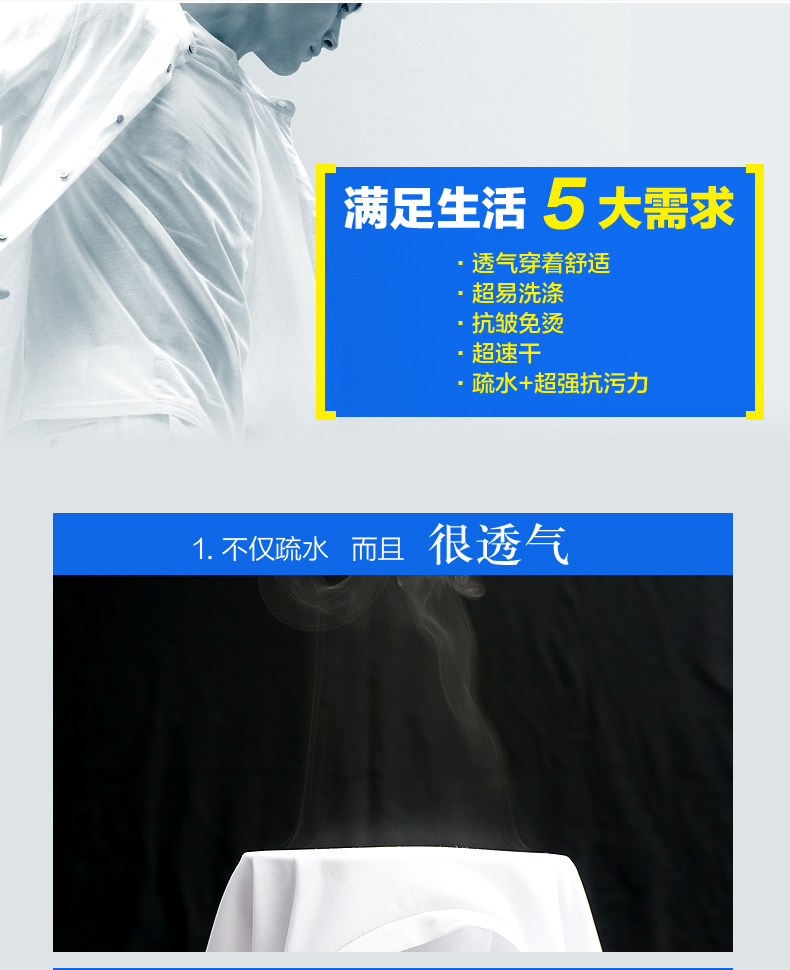 满足生活 5 大需求
· 透气穿着舒适
· 超易洗涤
· 抗皱免烫
· 超速干
· 疏水+超强抗污力
1. 不仅疏水 而且 很透气